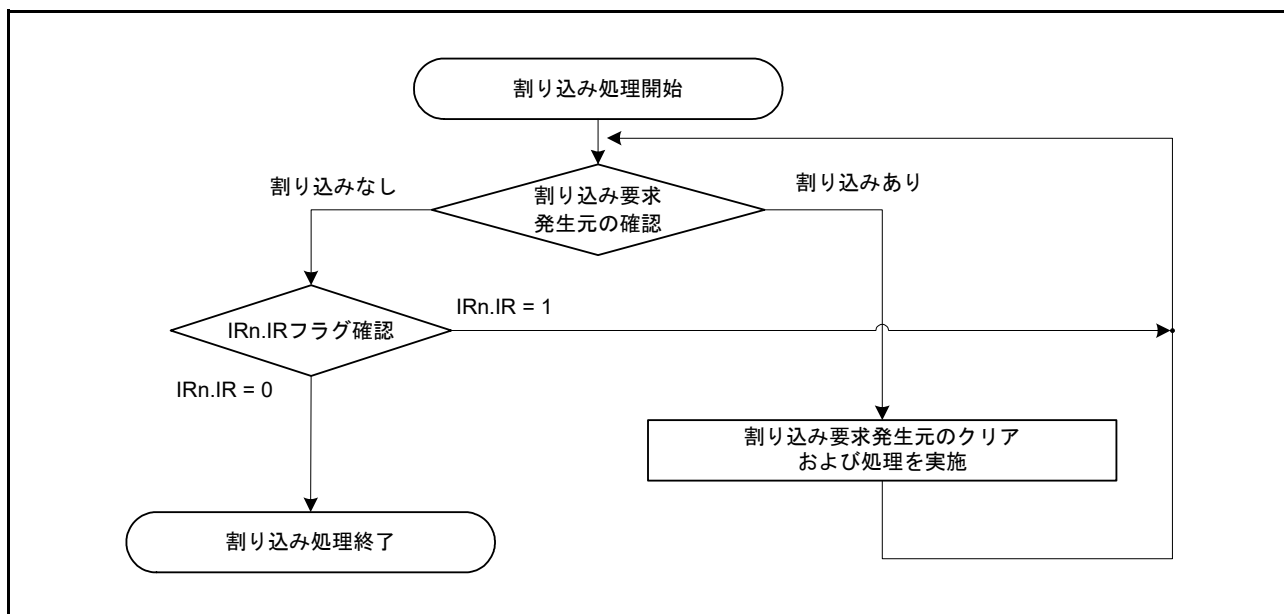 割り込み処理開始
割り込みなし
割り込みあり
割り込み要求
発生元の確認
IRn.IR = 1
IRn.IRフラグ確認
IRn.IR = 0
割り込み要求発生元のクリア
および処理を実施
割り込み処理終了